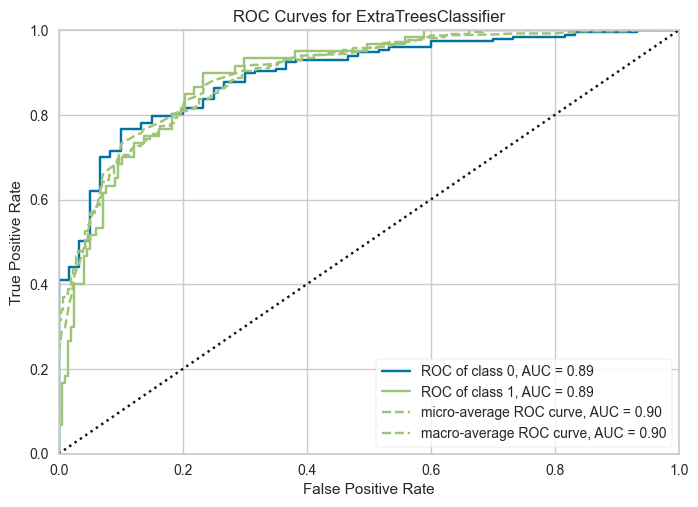 ROC Curves for ExtraTreesClassifier
True Positive Rate
1.0
0.8
0.6
0.4
0.2
0.0
ROC of class 0, AUC = 0.89
ROC of class 1, AUC = 0.89
micro-average ROC curve, AUC = 0.90
macro-average ROC curve, AUC = 0.90
0.0 0.2 0.4 0.6 0.8 1.0
False Positive Rate